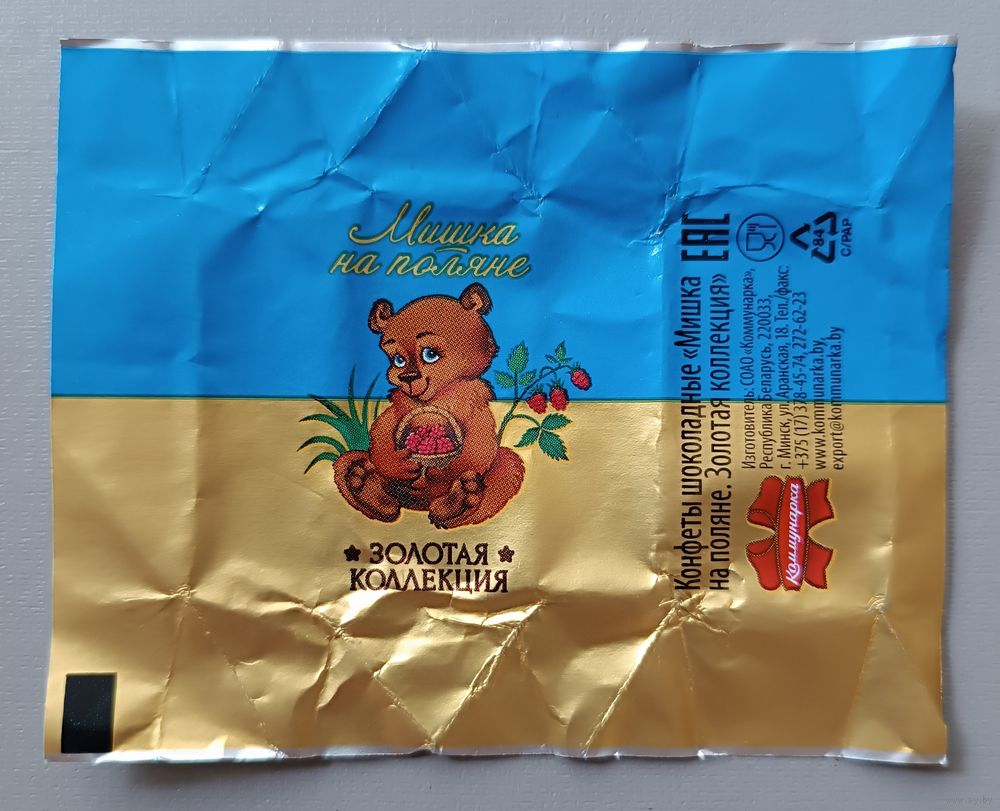 Мишка
на поляне
★ ЗОЛОТАЯ ★
КОЛЛЕКЦИЯ
Конфеты шоколадные «Мишка
на поляне. Золотая коллекция»
EAC
Изготовитель: СОАО «Коммунарка»,
Республика Беларусь, 220033,
г. Минск, ул. Аранская, 18. Тел./факс:
+375 (17) 378-45-74, 272-62-23
www.kommunarka.by,
export@kommunarka.by
84
C/PAP
Коммунарка